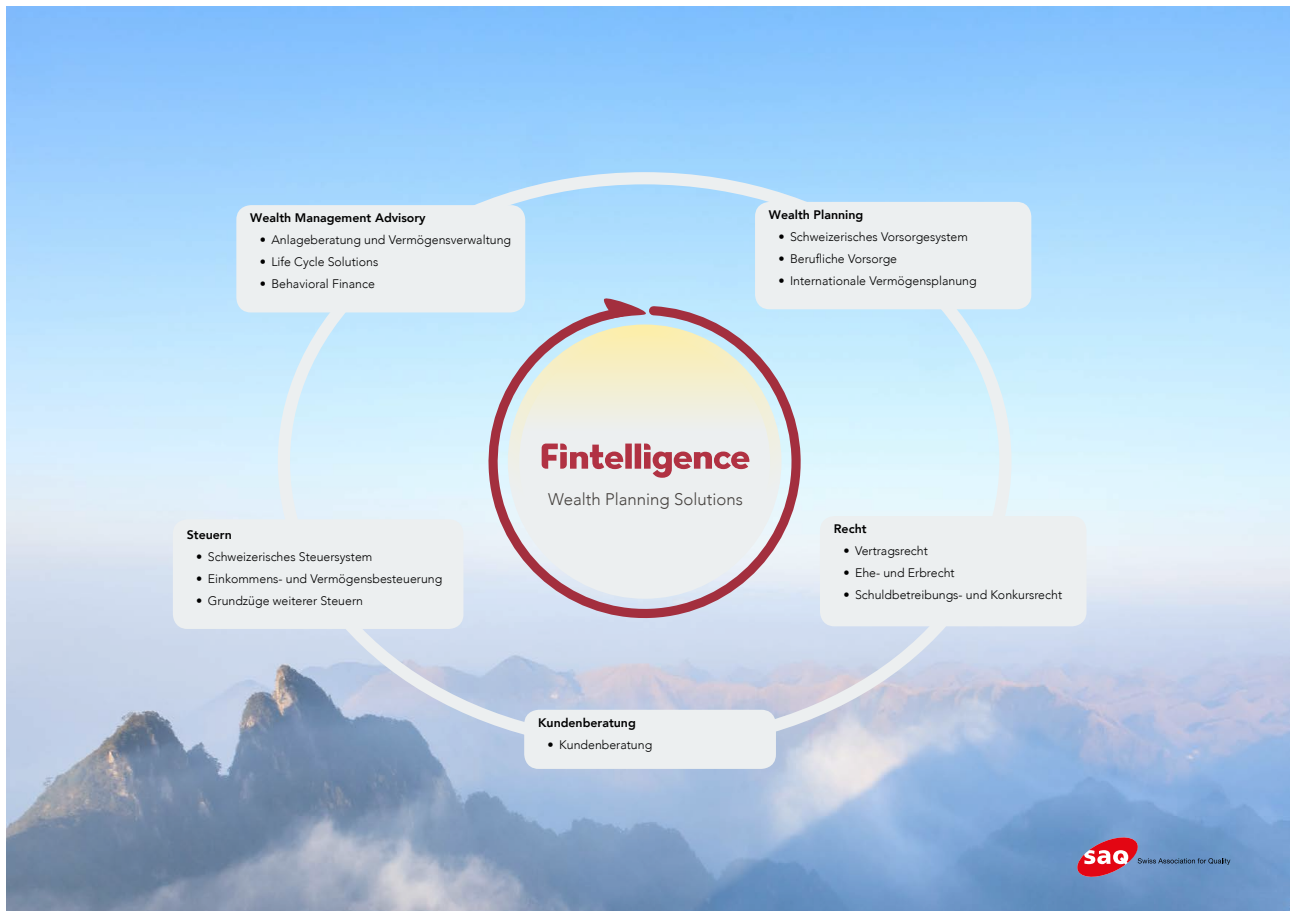 Wealth Management Advisory
• Anlageberatung und Vermögensverwaltung
• Life Cycle Solutions
• Behavioral Finance
Wealth Planning
• Schweizerisches Vorsorgesystem
• Berufliche Vorsorge
• Internationale Vermögensplanung
Fintelligence
Wealth Planning Solutions
Steuern
• Schweizerisches Steuersystem
• Einkommens- und Vermögensbesteuerung
• Grundzüge weiterer Steuern
Recht
• Vertragsrecht
• Ehe- und Erbrecht
• Schuldbetreibungs- und Konkursrecht
Kundenberatung
• Kundenberatung
saq Swiss Association for Quality